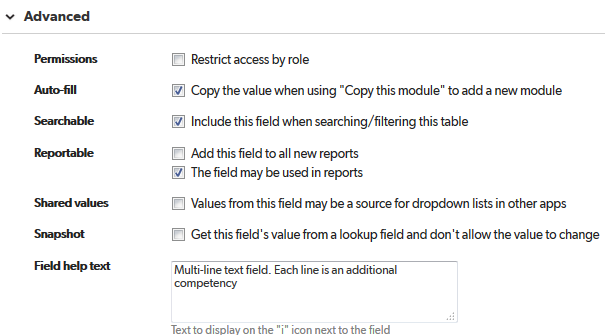 Advanced
Permissions Restrict access by role
Auto-fill Copy the value when using "Copy this module" to add a new module
Searchable Include this field when searching/filtering this table
Reportable Add this field to all new reports
The field may be used in reports
Shared values Values from this field may be a source for dropdown lists in other apps
Snapshot Get this field's value from a lookup field and don't allow the value to change
Field help text Multi-line text field. Each line is an additional
competency
Text to display on the "i" icon next to the field